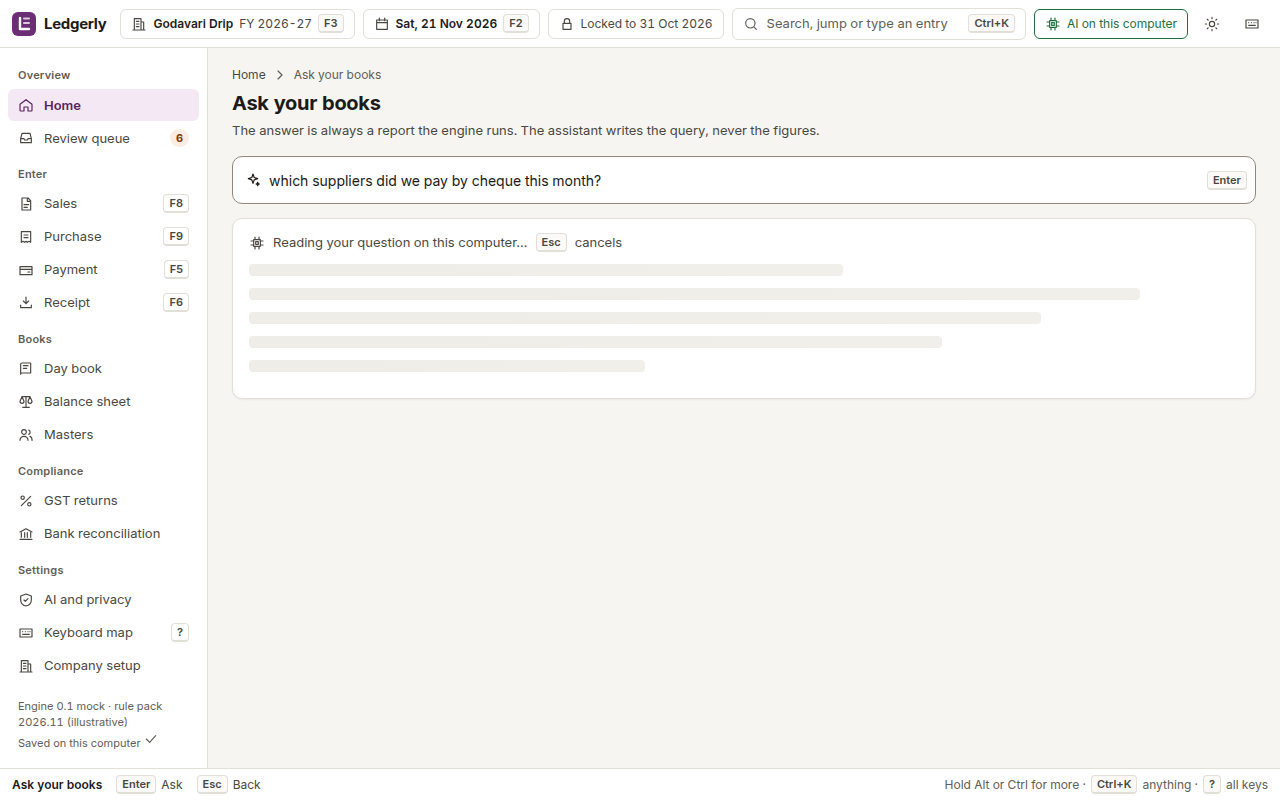 Ledgerly
Godavari Drip FY 2026-27 F3
Sat, 21 Nov 2026 F2
Locked to 31 Oct 2026
Search, jump or type an entry Ctrl+K
AI on this computer
Overview
Home
Review queue 6
Enter
Sales F8
Purchase F9
Payment F5
Receipt F6
Books
Day book
Balance sheet
Masters
Compliance
GST returns
Bank reconciliation
Settings
AI and privacy
Keyboard map ?
Company setup
Engine 0.1 mock · rule pack
2026.11 (illustrative)
Saved on this computer
Home Ask your books
Ask your books
The answer is always a report the engine runs. The assistant writes the query, never the figures.
which suppliers did we pay by cheque this month? Enter
Reading your question on this computer... Esc cancels
Ask your books Enter Ask Esc Back
Hold Alt or Ctrl for more · Ctrl+K anything · ? all keys